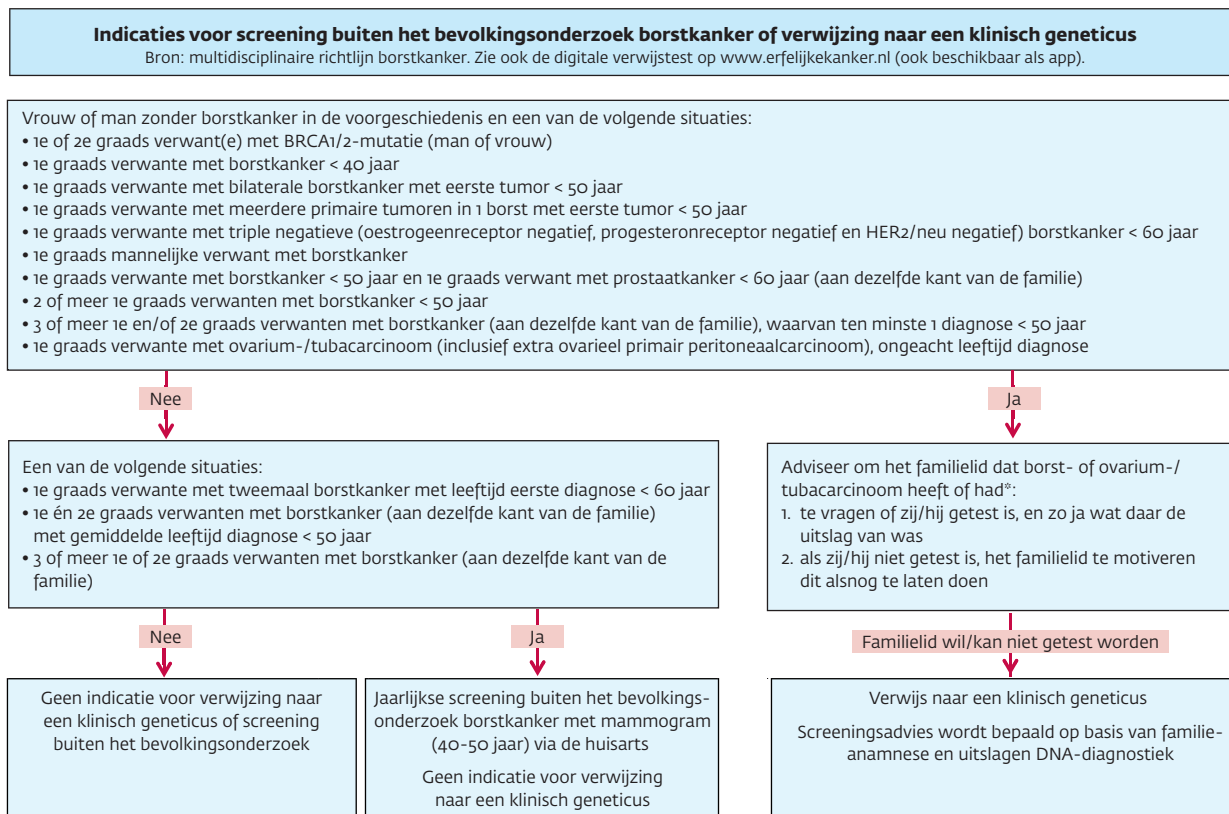 Indicaties voor screening buiten het bevolkingsonderzoek borstkanker of verwijzing naar een klinisch geneticus
Bron: multidisciplinaire richtlijn borstkanker. Zie ook de digitale verwijstest op www.erfelijkekanker.nl (ook beschikbaar als app).
Vrouw of man zonder borstkanker in de voorgeschiedenis en een van de volgende situaties:
• 1e of 2e graads verwant(e) met BRCA1/2-mutatie (man of vrouw)
• 1e graads verwante met borstkanker < 40 jaar
• 1e graads verwante met bilaterale borstkanker met eerste tumor < 50 jaar
• 1e graads verwante met meerdere primaire tumoren in 1 borst met eerste tumor < 50 jaar
• 1e graads verwante met triple negatieve (oestrogeenreceptor negatief, progesteronreceptor negatief en HER2/neu negatief) borstkanker < 60 jaar
• 1e graads mannelijke verwant met borstkanker
• 1e graads verwante met borstkanker < 50 jaar en 1e graads verwant met prostaatkanker < 60 jaar (aan dezelfde kant van de familie)
• 2 of meer 1e graads verwanten met borstkanker < 50 jaar
• 3 of meer 1e en/of 2e graads verwanten met borstkanker (aan dezelfde kant van de familie), waarvan ten minste 1 diagnose < 50 jaar
• 1e graads verwante met ovarium-/tubacarcinoom (inclusief extra ovarieel primair peritoneaalcarcinoom), ongeacht leeftijd diagnose
Nee
Ja
Een van de volgende situaties:
• 1e graads verwante met tweemaal borstkanker met leeftijd eerste diagnose < 60 jaar
• 1e én 2e graads verwanten met borstkanker (aan dezelfde kant van de familie)
met gemiddelde leeftijd diagnose < 50 jaar
• 3 of meer 1e of 2e graads verwanten met borstkanker (aan dezelfde kant van de
familie)
Adviseer om het familielid dat borst- of ovarium-/
tubacarcinoom heeft of had*:
1. te vragen of zij/hij getest is, en zo ja wat daar de
uitslag van was
2. als zij/hij niet getest is, het familielid te motiveren
dit alsnog te laten doen
Nee
Ja
Familielid wil/kan niet getest worden
Geen indicatie voor verwijzing naar
een klinisch geneticus of screening
buiten het bevolkingsonderzoek
Jaarlijkse screening buiten het bevolkings-
onderzoek borstkanker met mammogram
(40-50 jaar) via de huisarts
Geen indicatie voor verwijzing
naar een klinisch geneticus
Verwijs naar een klinisch geneticus
Screeningsadvies wordt bepaald op basis van familie-
anamnese en uitslagen DNA-diagnostiek